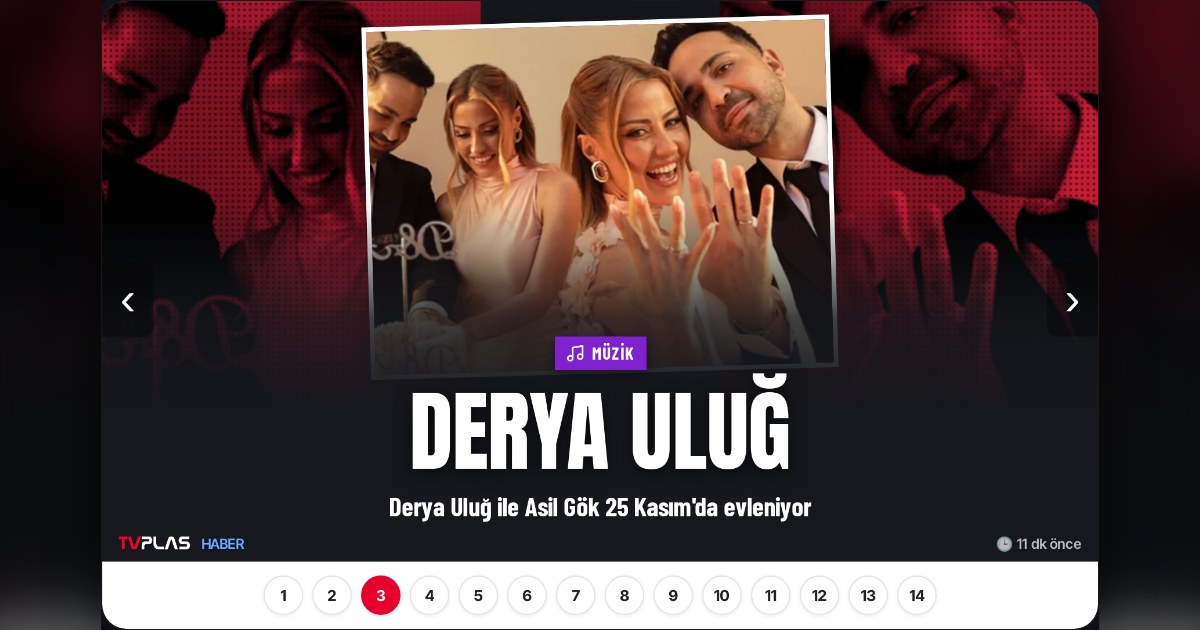 D&
MÜZİK
DERYA ULUĞ
Derya Uluğ ile Asil Gök 25 Kasım'da evleniyor
TVPLAS HABER
11 dk önce
1 2 3 4 5 6 7 8 9 10 11 12 13 14